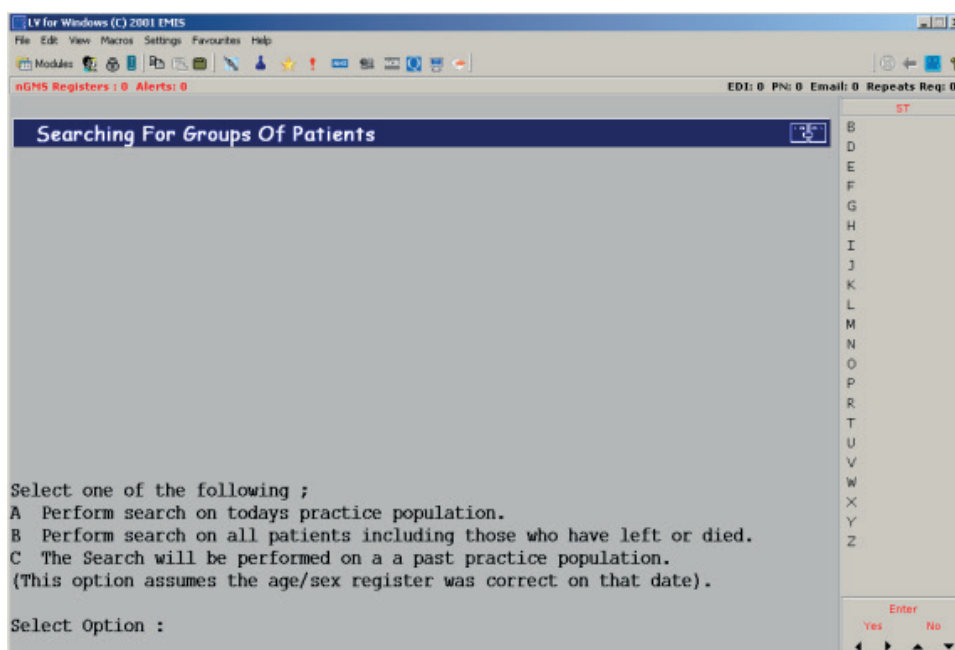 LV for Windows (C) 2001 EMIS
File Edit View Macros Settings Favourites Help
Modules
nGMS Registers : 0 Alerts: 0 EDI: 0 PN: 0 Email: 0 Repeats Req: 0
ST
Searching For Groups Of Patients
B
D
E
F
G
H
I
J
K
L
M
N
O
P
R
T
U
V
W
X
Y
Z
Select one of the following ;
A Perform search on todays practice population.
B Perform search on all patients including those who have left or died.
C The Search will be performed on a a past practice population.
(This option assumes the age/sex register was correct on that date).
Select Option :
Enter
Yes No